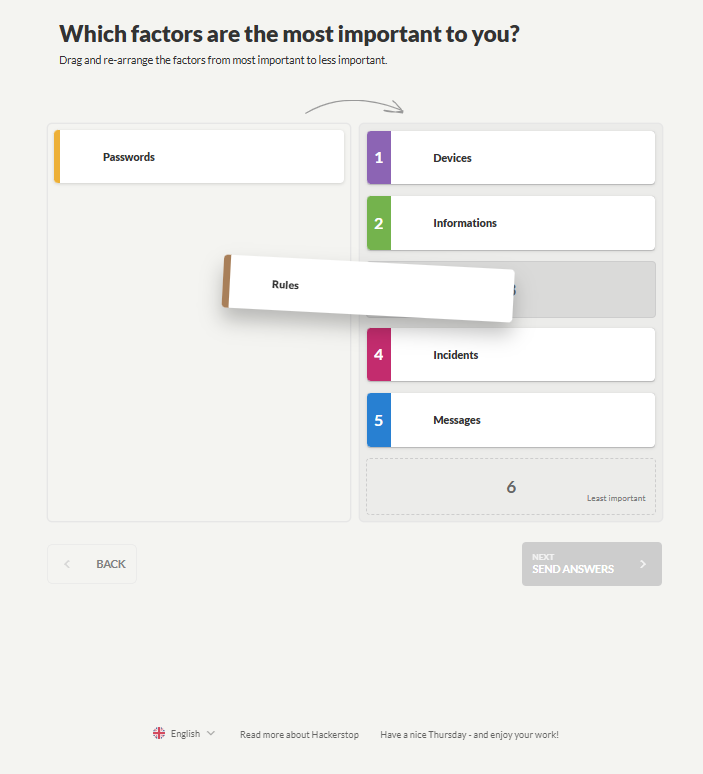 Which factors are the most important to you?
Drag and re-arrange the factors from most important to less important.
Passwords
1 Devices
2 Informations
Rules
4 Incidents
5 Messages
6
Least important
BACK
NEXT
SEND ANSWERS
English
Read more about Hackerstop
Have a nice Thursday - and enjoy your work!